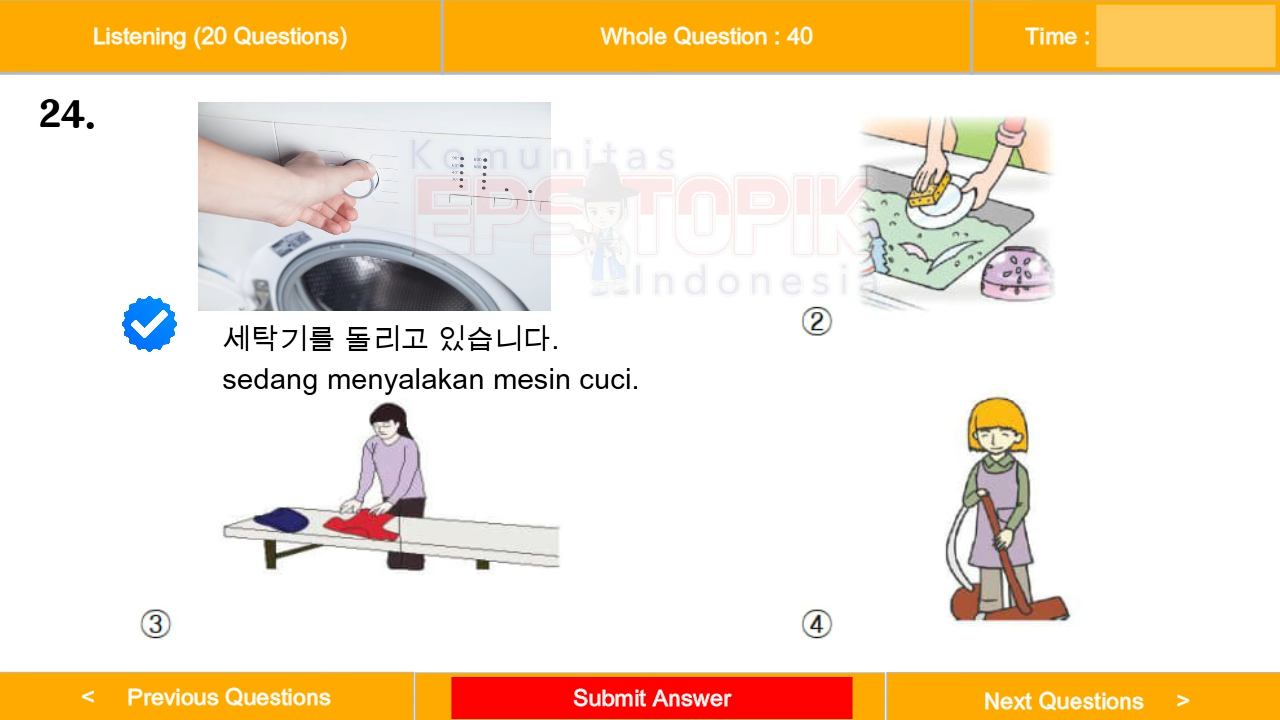 Listening (20 Questions)
Whole Question : 40
Time :
24.
Komunitas
EPS TOPIK
Indonesia
②
세탁기를 돌리고 있습니다.
sedang menyalakan mesin cuci.
③
④
< Previous Questions
Submit Answer
Next Questions >